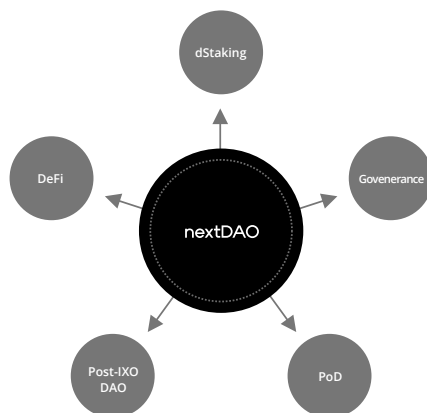 dStaking
DeFi
Govenerance
nextDAO
Post-IXO
DAO
PoD